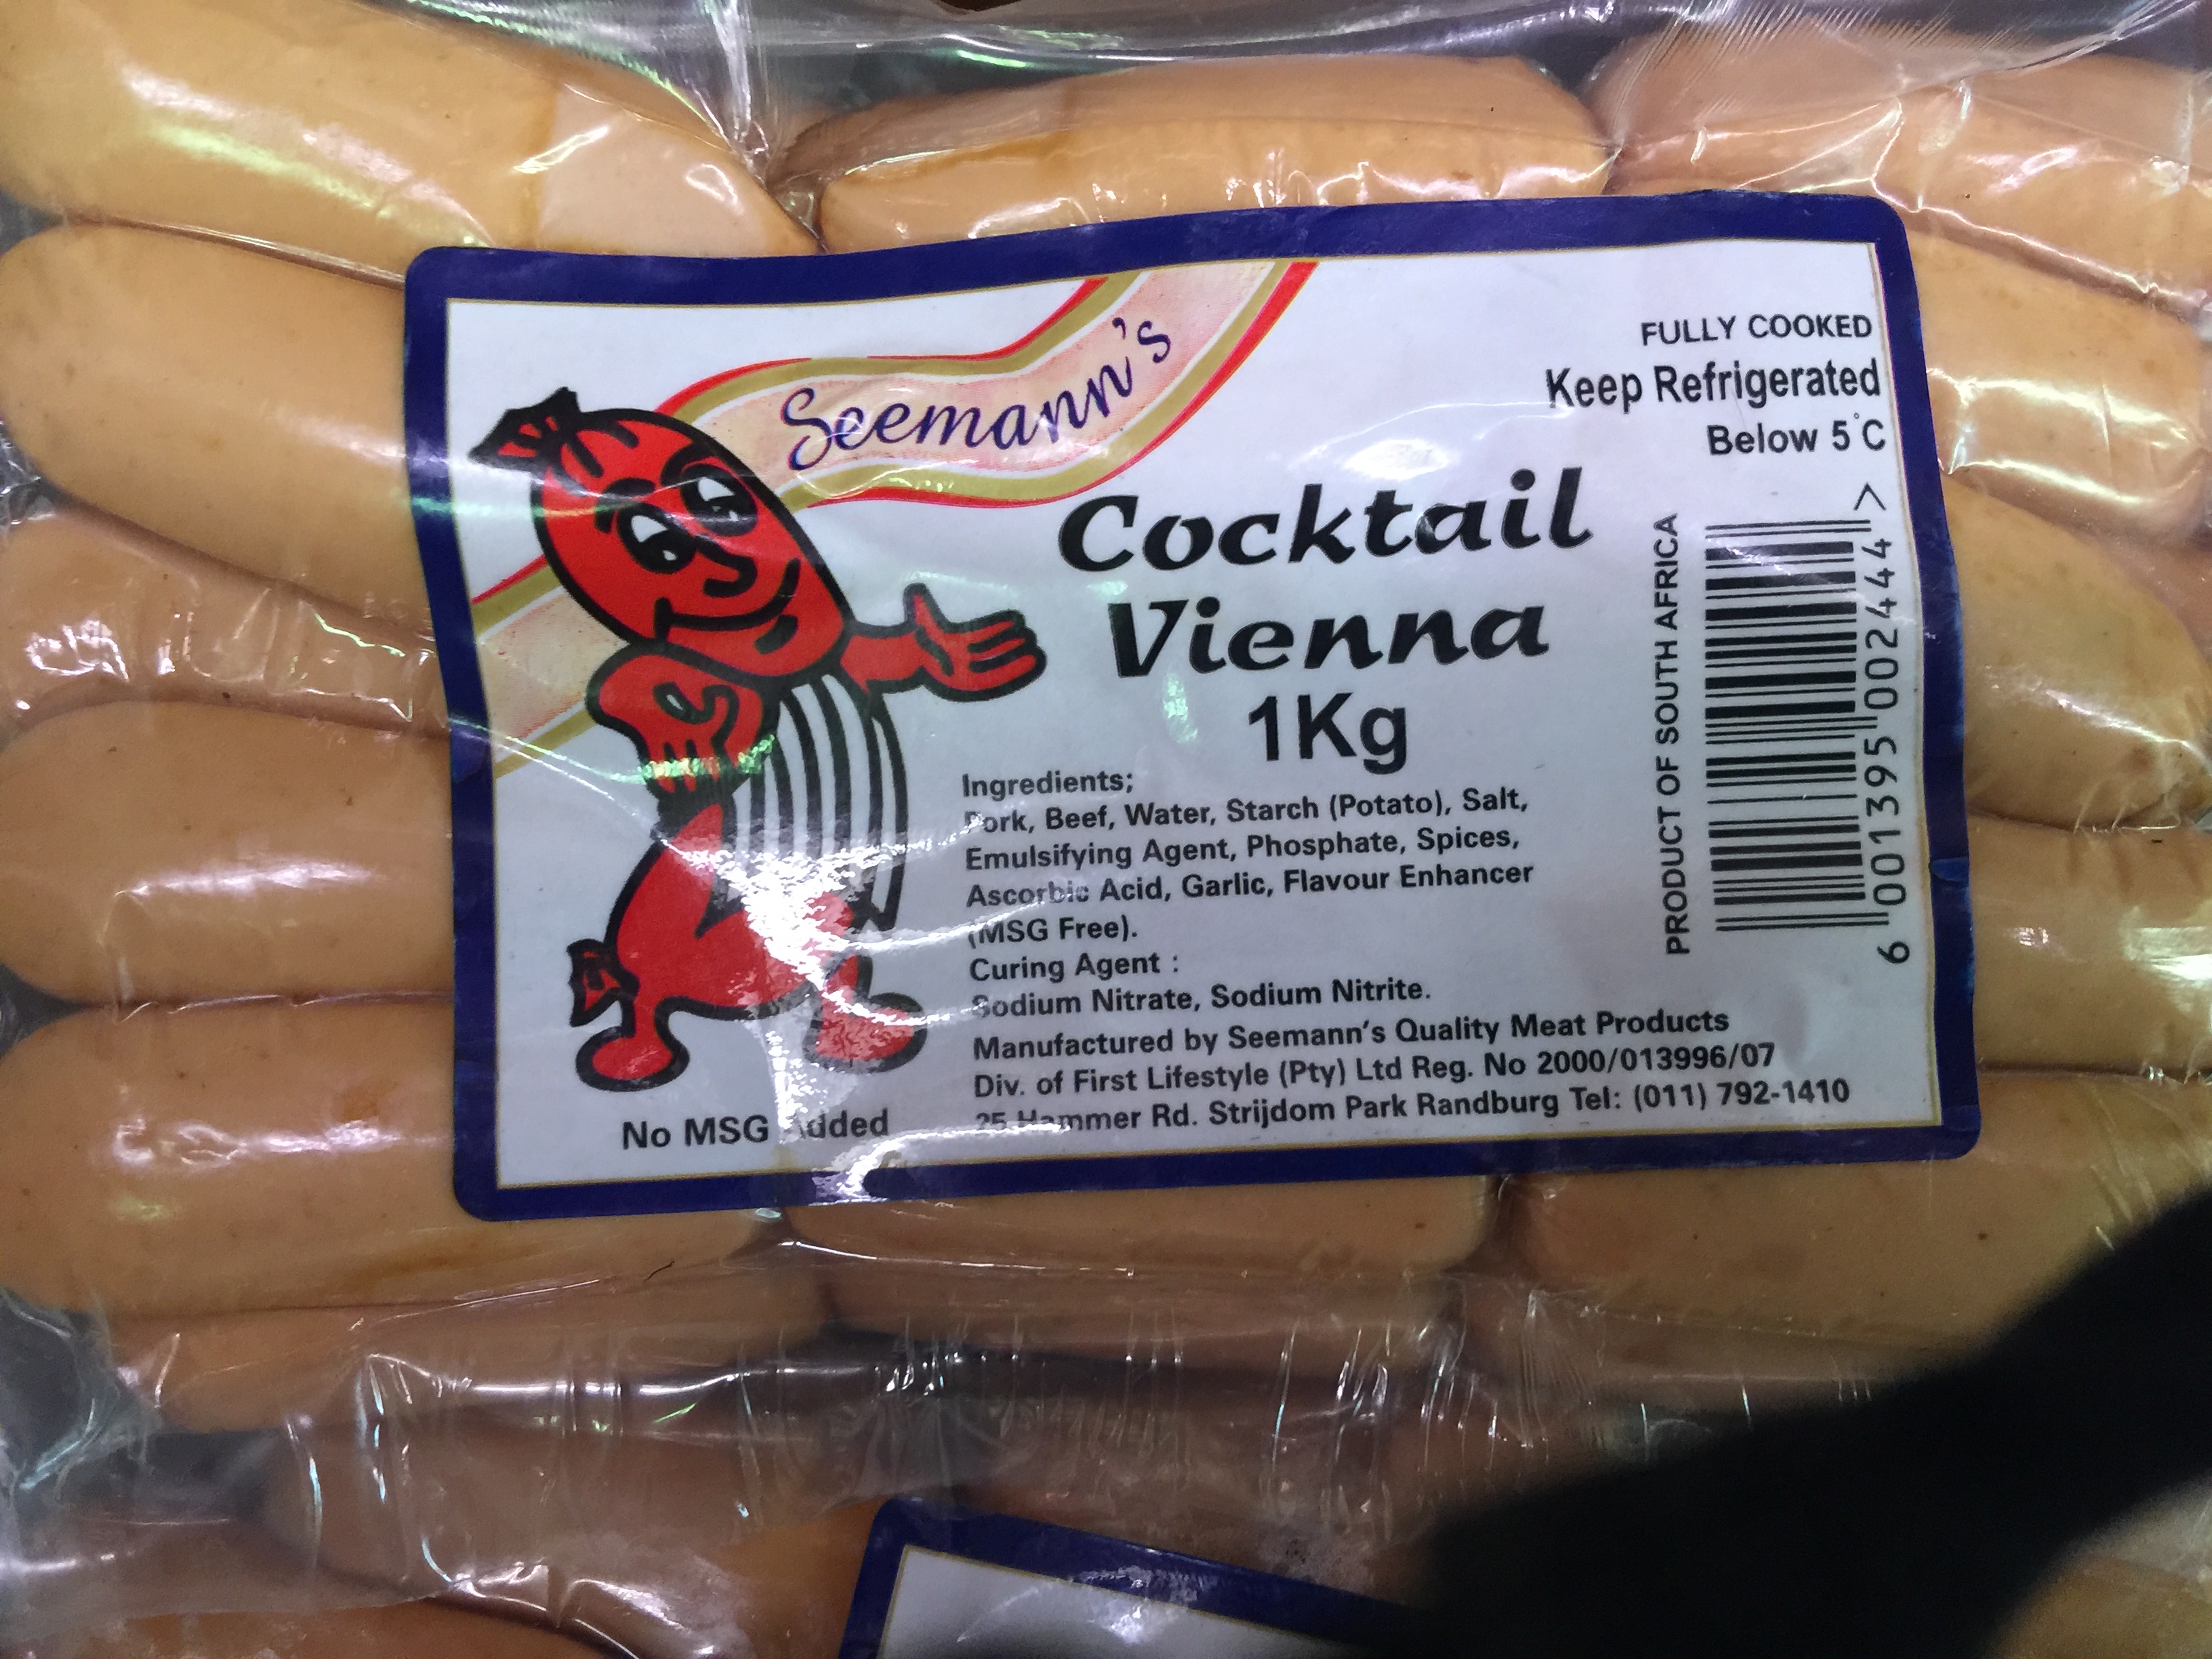 Seemann's
FULLY COOKED
Keep Refrigerated
Below 5°C
Cocktail
Vienna
1Kg
Ingredients;
Pork, Beef, Water, Starch (Potato), Salt,
Emulsifying Agent, Phosphate, Spices,
Ascorbic Acid, Garlic, Flavour Enhancer
(MSG Free).
Curing Agent :
Sodium Nitrate, Sodium Nitrite.
Manufactured by Seemann's Quality Meat Products
Div. of First Lifestyle (Pty) Ltd Reg. No 2000/013996/07
25 Hammer Rd. Strijdom Park Randburg Tel: (011) 792-1410
No MSG Added
PRODUCT OF SOUTH AFRICA
6 001395 002444 >